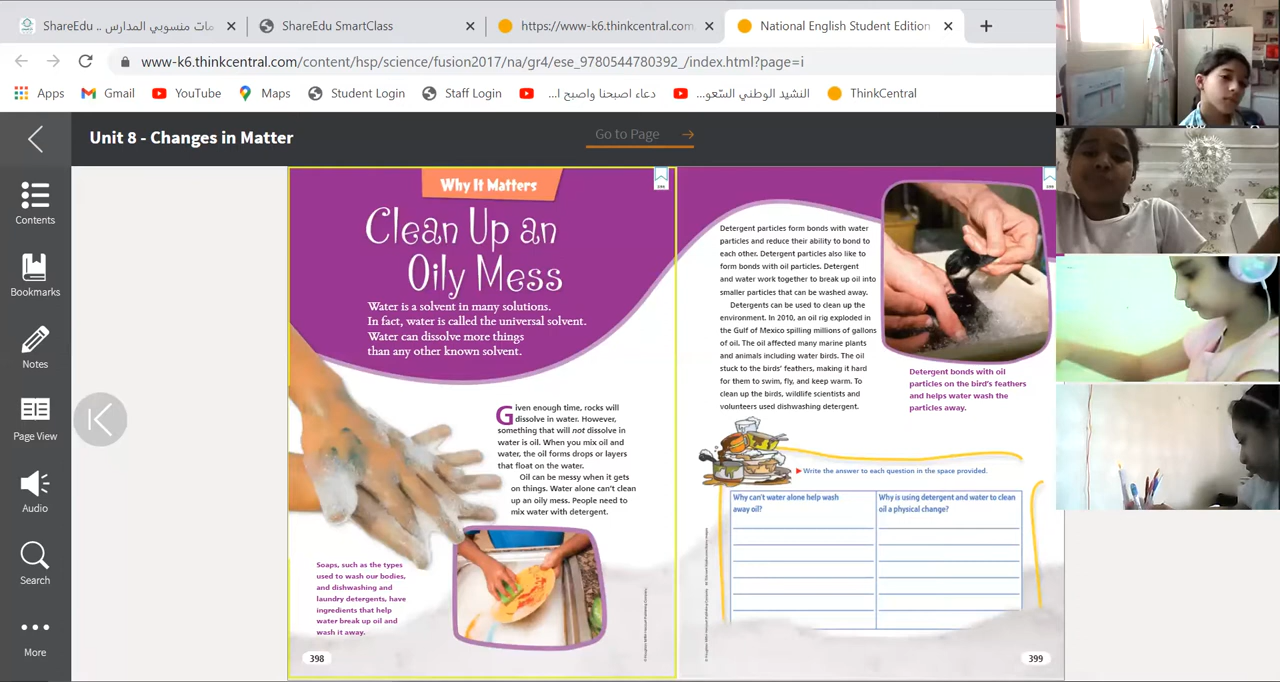 ShareEdu .. مات منسوبي المدارس
ShareEdu SmartClass
https://www-k6.thinkcentral.com
National English Student Edition
www-k6.thinkcentral.com/content/hsp/science/fusion2017/na/gr4/ese_9780544780392_/index.html?page=i
Apps
Gmail
YouTube
Maps
Student Login
Staff Login
دعاء اصبحنا واصبح ا...
النشيد الوطني السّعو...
ThinkCentral
Unit 8 - Changes in Matter
Go to Page
Contents
Bookmarks
Notes
Page View
Audio
Search
More
Why It Matters
Clean Up an
Oily Mess
Water is a solvent in many solutions.
In fact, water is called the universal solvent.
Water can dissolve more things
than any other known solvent.
Given enough time, rocks will
dissolve in water. However,
something that will not dissolve in
water is oil. When you mix oil and
water, the oil forms drops or layers
that float on the water.
Oil can be messy when it gets
on things. Water alone can't clean
up an oily mess. People need to
mix water with detergent.
Soaps, such as the types
used to wash our bodies,
and dishwashing and
laundry detergents, have
ingredients that help
water break up oil and
wash it away.
398
Detergent particles form bonds with water
particles and reduce their ability to bond to
each other. Detergent particles also like to
form bonds with oil particles. Detergent
and water work together to break up oil into
smaller particles that can be washed away.
Detergents can be used to clean up the
environment. In 2010, an oil rig exploded in
the Gulf of Mexico spilling millions of gallons
of oil. The oil affected many marine plants
and animals including water birds. The oil
stuck to the birds' feathers, making it hard
for them to swim, fly, and keep warm. To
clean up the birds, wildlife scientists and
volunteers used dishwashing detergent.
Detergent bonds with oil
particles on the bird's feathers
and helps water wash the
particles away.
Write the answer to each question in the space provided.
Why can't water alone help wash
away oil?
Why is using detergent and water to clean
oil a physical change?
399